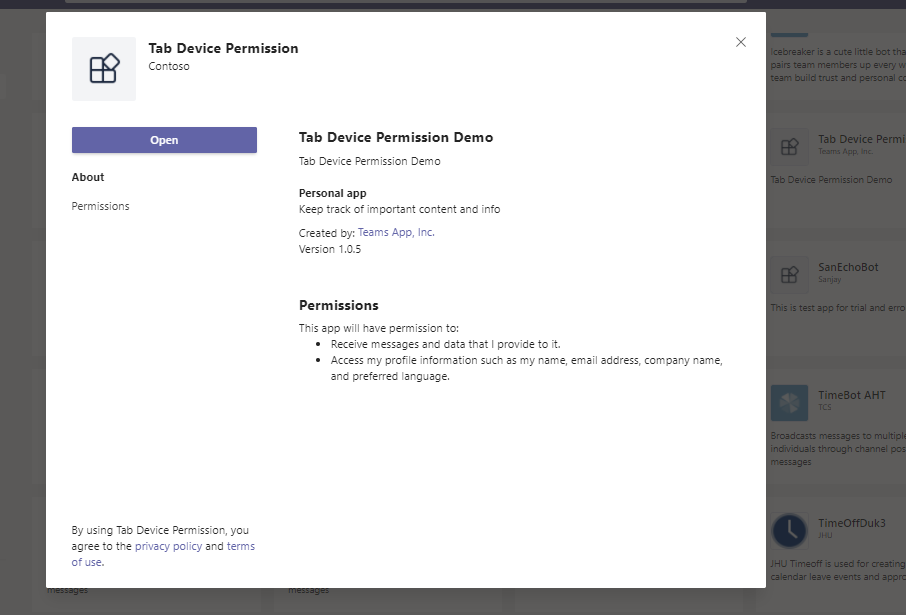 Tab Device Permission
Contoso
Open
About
Permissions
Tab Device Permission Demo
Tab Device Permission Demo
Personal app
Keep track of important content and info
Created by: Teams App, Inc.
Version 1.0.5
Permissions
This app will have permission to:
• Receive messages and data that I provide to it.
• Access my profile information such as my name, email address, company name,
and preferred language.
By using Tab Device Permission, you
agree to the privacy policy and terms
of use.
Icebreaker is a cute little bot tha
pairs team members up every w
team build trust and personal co
Tab Device Permi
Teams App, Inc.
Tab Device Permission Demo
SanEchoBot
Sanjay
This is test app for trial and erro
TimeBot AHT
TCS
Broadcasts messages to multiple
individuals through channel pos
messages
TimeOffDuk3
JHU
JHU Timeoff is used for creating
calendar leave events and appro
messages
messages